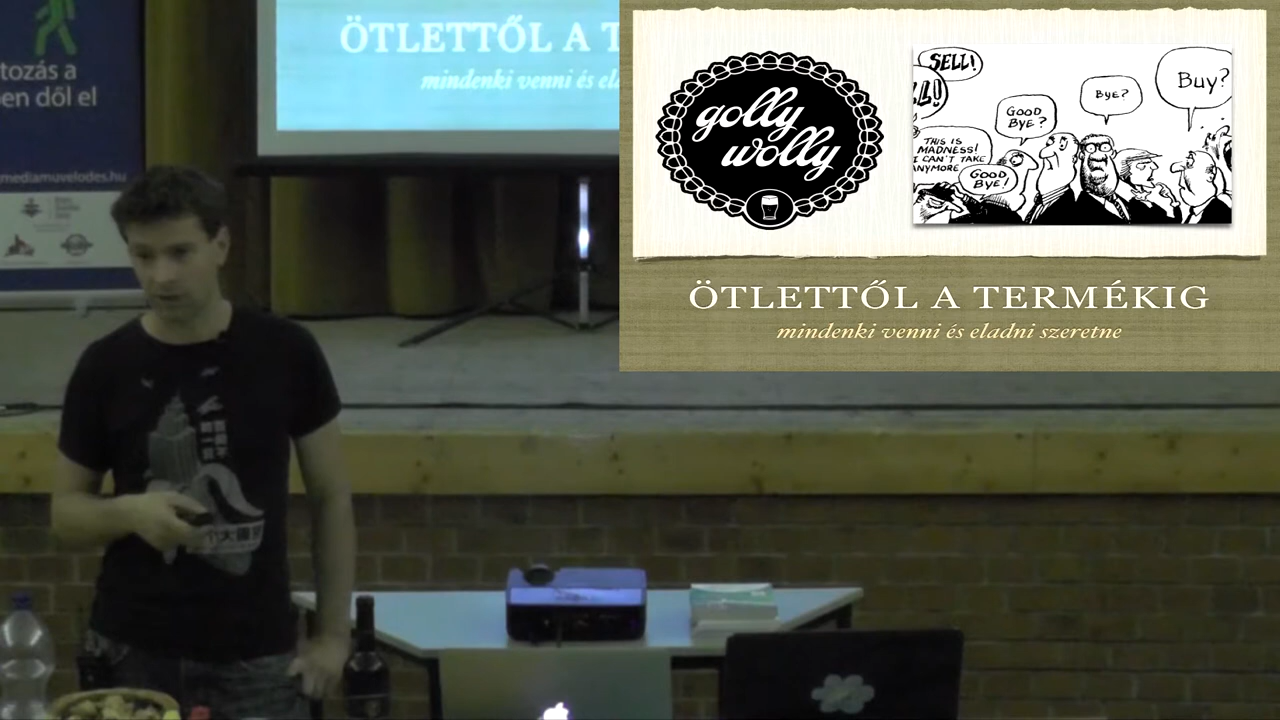 tozás a
en dől el
mediamuvelodes.hu
ÖTLETTŐL A T
mindenki venni és el
golly
wolly
SELL!
LL!
THIS IS
MADNESS!
I CAN'T TAKE
ANYMORE
GOOD
BYE?
GOOD
BYE!
BYE?
Buy?
ÖTLETTŐL A TERMÉKIG
mindenki venni és eladni szeretne